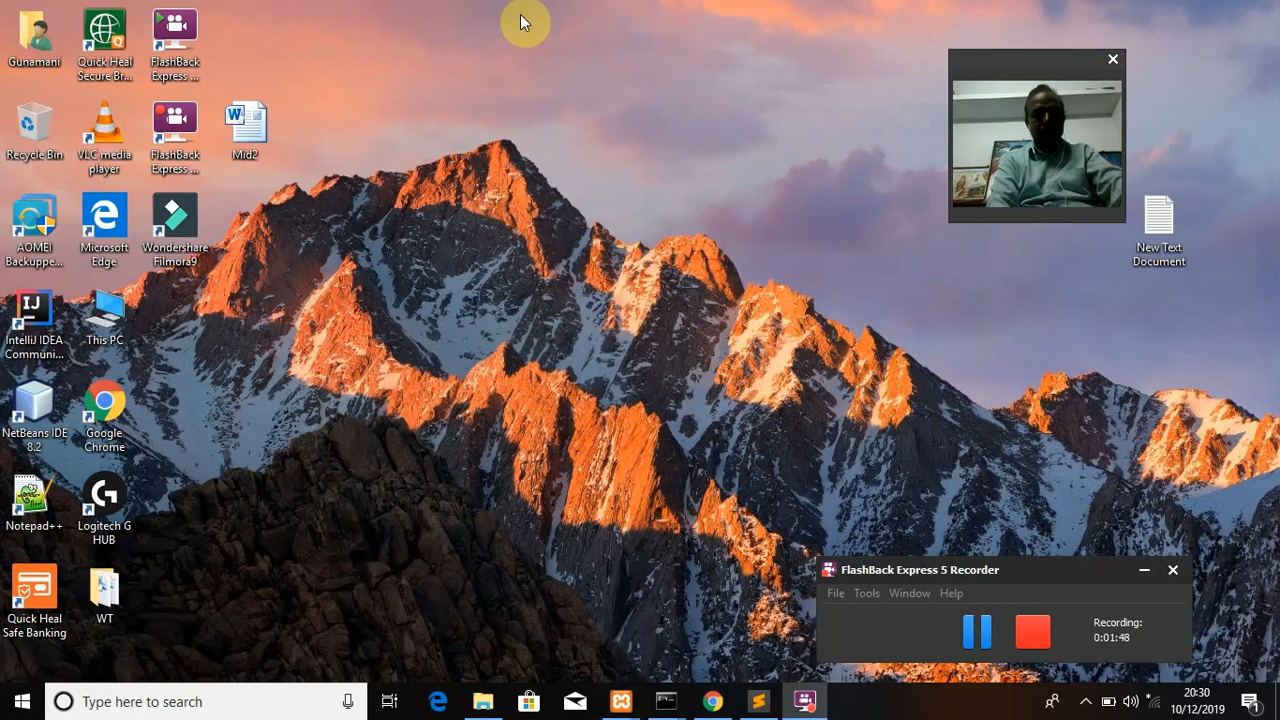 Gunamani
Quick Heal
Secure Br...
FlashBack
Express ...
Recycle Bin
VLC media
player
FlashBack
Express ...
W
Mid2
AOMEI
Backuppe...
Microsoft
Edge
Wondershare
Filmora9
New Text
Document
IJ
IntelliJ IDEA
Communi...
This PC
NetBeans IDE
8.2
Google
Chrome
Notepad++
Logitech G
HUB
Quick Heal
Safe Banking
WT
FlashBack Express 5 Recorder
File Tools Window Help
Recording:
0:01:48
Type here to search
20:30
10/12/2019
1